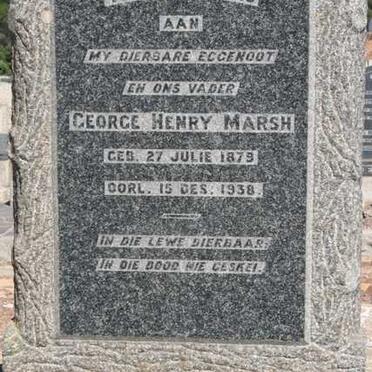 AAN
MY DIERBARE EGGENOOT
EN ONS VADER
GEORGE HENRY MARSH
GEB. 27 JULIE 1879
OORL. 15 DES. 1938.
IN DIE LEWE DIERBAAR.
IN DIE DOOD NIE GESKEI.